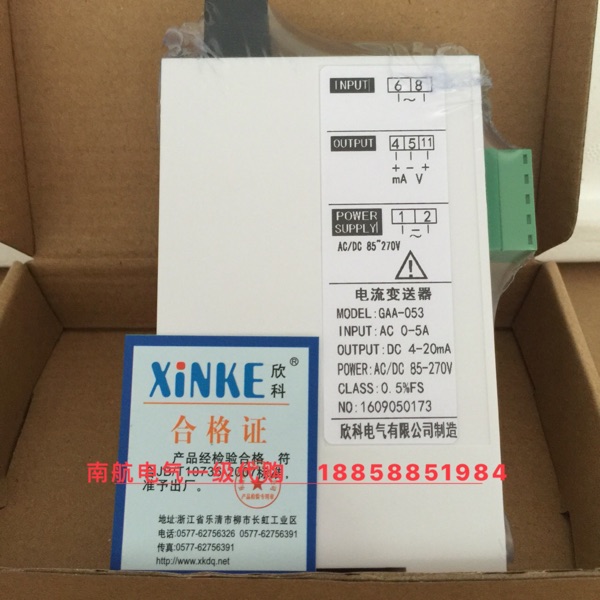 INPUT 6 8
~
OUTPUT 4 5 11
+ - +
mA V
POWER SUPPLY 1 2
AC/DC 85~270V
电流变送器
MODEL:GAA-053
INPUT:AC 0-5A
OUTPUT:DC 4-20mA
POWER:AC/DC 85-270V
CLASS:0.5%FS
NO:1609050173
欣科电气有限公司制造
XiNKE 欣科®
合格证
产品经检验合格，符
准予出厂。
南航电气一级代购 18858851984
地址:浙江省乐清市柳市长虹工业区
电话:0577-62756326 0577-62756391
传真:0577-62756391
http://www.xkdq.net